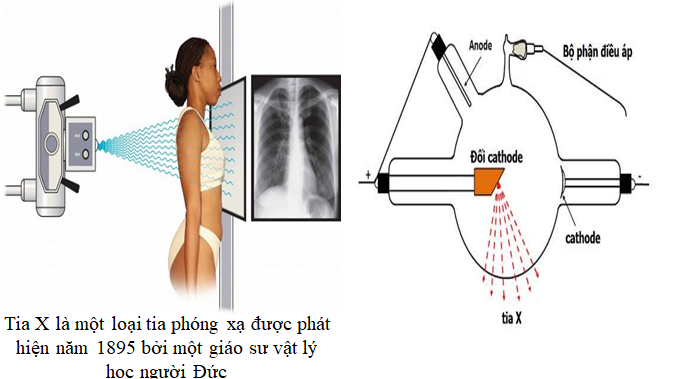 Anode
Bộ phận điều áp
Đối cathode
+
-
cathode
tia X
Tia X là một loại tia phóng xạ được phát
hiện năm 1895 bởi một giáo sư vật lý
học người Đức